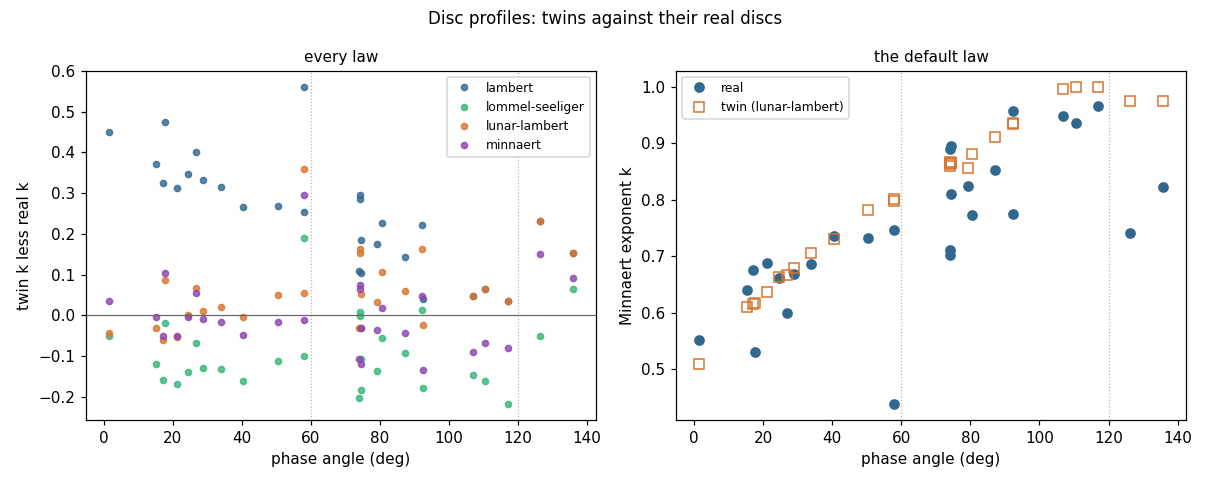 Disc profiles: twins against their real discs
every law
twin k less real k
0.6
0.5
0.4
0.3
0.2
0.1
0.0
−0.1
−0.2
lambert
lommel-seeliger
lunar-lambert
minnaert
0 20 40 60 80 100 120 140
phase angle (deg)
the default law
Minnaert exponent k
1.0
0.9
0.8
0.7
0.6
0.5
real
twin (lunar-lambert)
0 20 40 60 80 100 120 140
phase angle (deg)